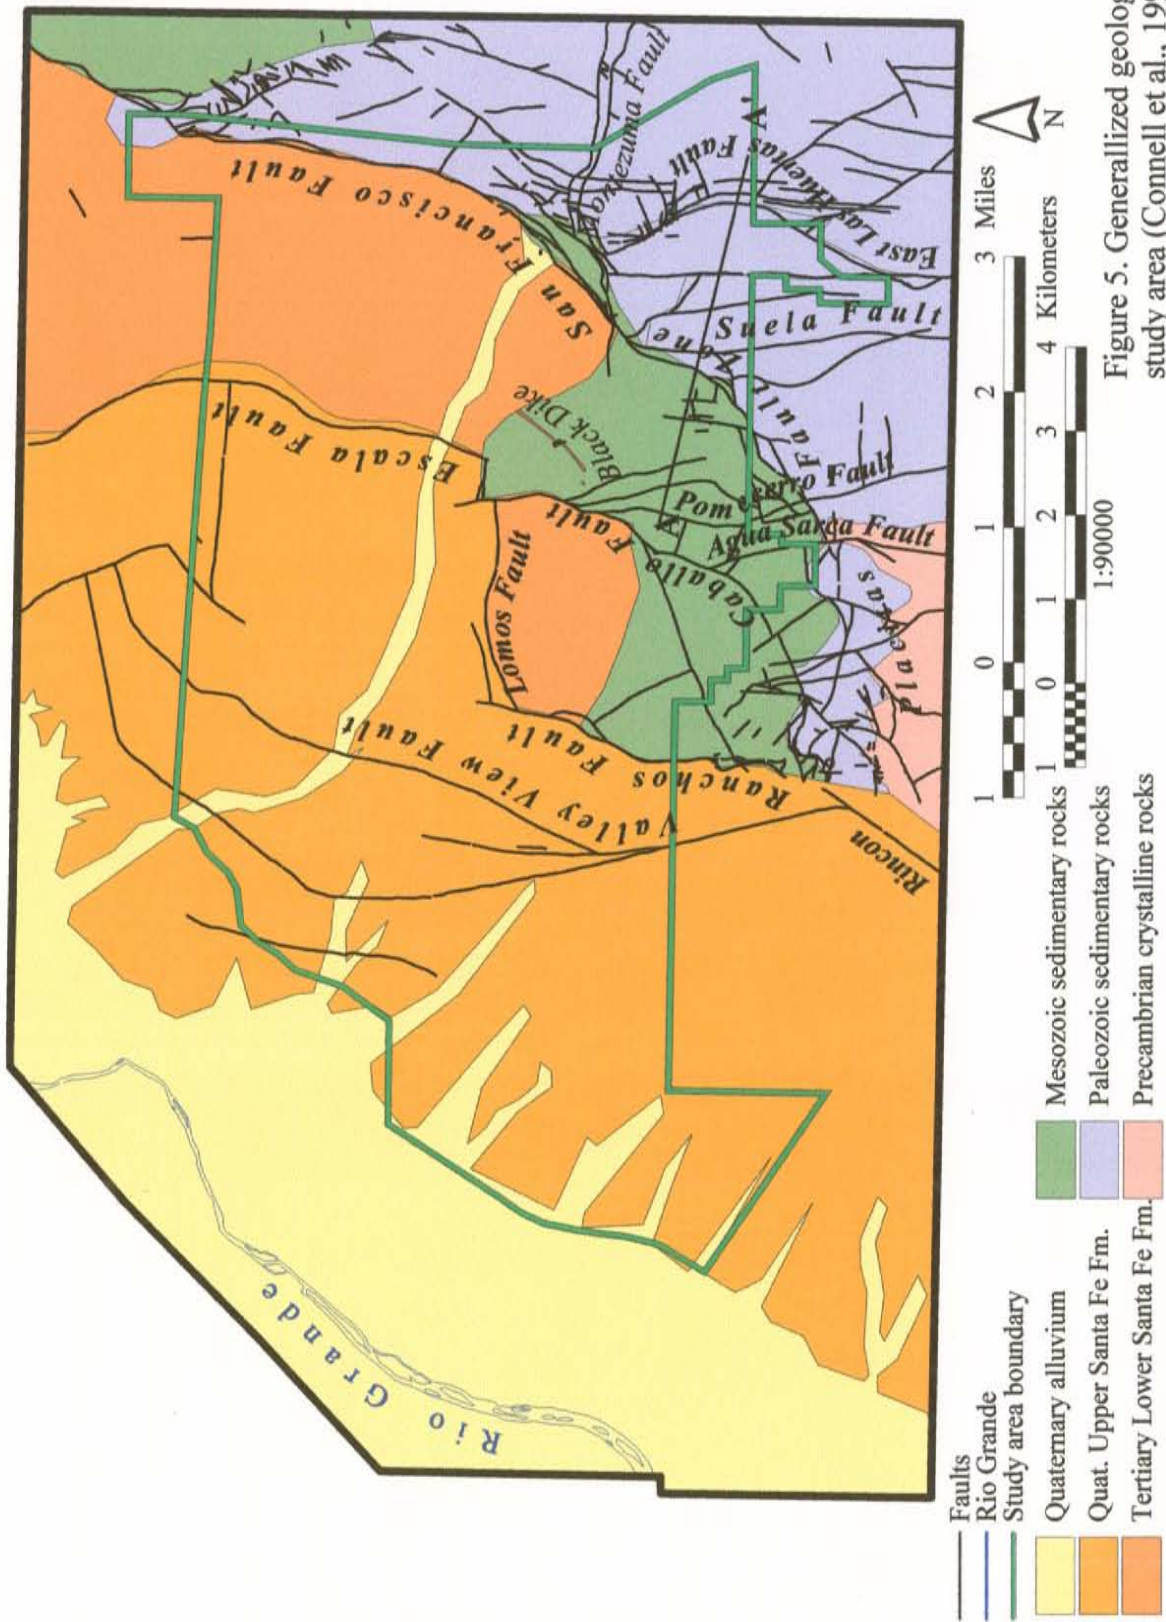 Rio Grande
San Francisco Fault
Escala Fault
Lomos Fault
Valley View Fault
Ranchos Fault
Rincon
Caballo Fault
Black Dike
Montezuma Fault
East Las Huertas Fault
Suela Fault
Pomecerro Fault
Agua Sarca Fault
Placitas Fault
A
A'
Faults
Rio Grande
Study area boundary
Quaternary alluvium
Quat. Upper Santa Fe Fm.
Tertiary Lower Santa Fe Fm.
Mesozoic sedimentary rocks
Paleozoic sedimentary rocks
Precambrian crystalline rocks
1 0 1 2 3 Miles
1 0 1 2 3 4 Kilometers
1:90000
N
Figure 5. Generallized geolog
study area (Connell et al., 199